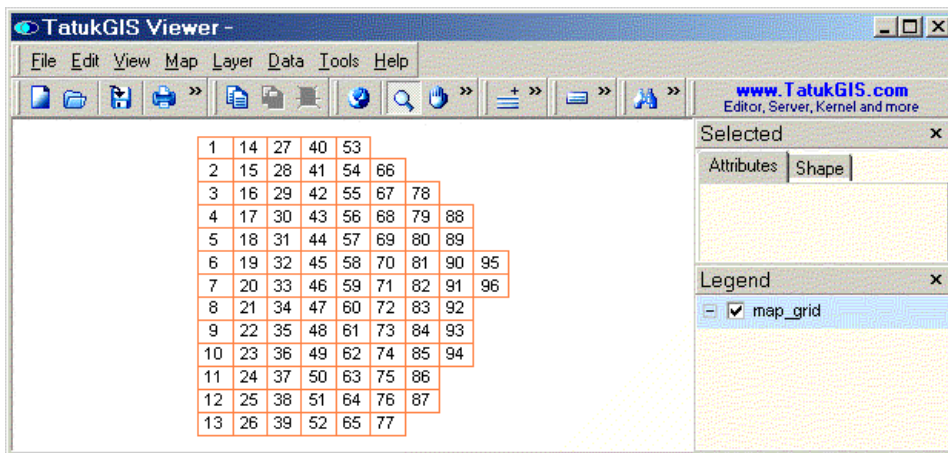 TatukGIS Viewer -
File Edit View Map Layer Data Tools Help
www.TatukGIS.com
Editor, Server, Kernel and more
Selected
Attributes Shape
Legend
map_grid
1 14 27 40 53
2 15 28 41 54 66
3 16 29 42 55 67 78
4 17 30 43 56 68 79 88
5 18 31 44 57 69 80 89
6 19 32 45 58 70 81 90 95
7 20 33 46 59 71 82 91 96
8 21 34 47 60 72 83 92
9 22 35 48 61 73 84 93
10 23 36 49 62 74 85 94
11 24 37 50 63 75 86
12 25 38 51 64 76 87
13 26 39 52 65 77